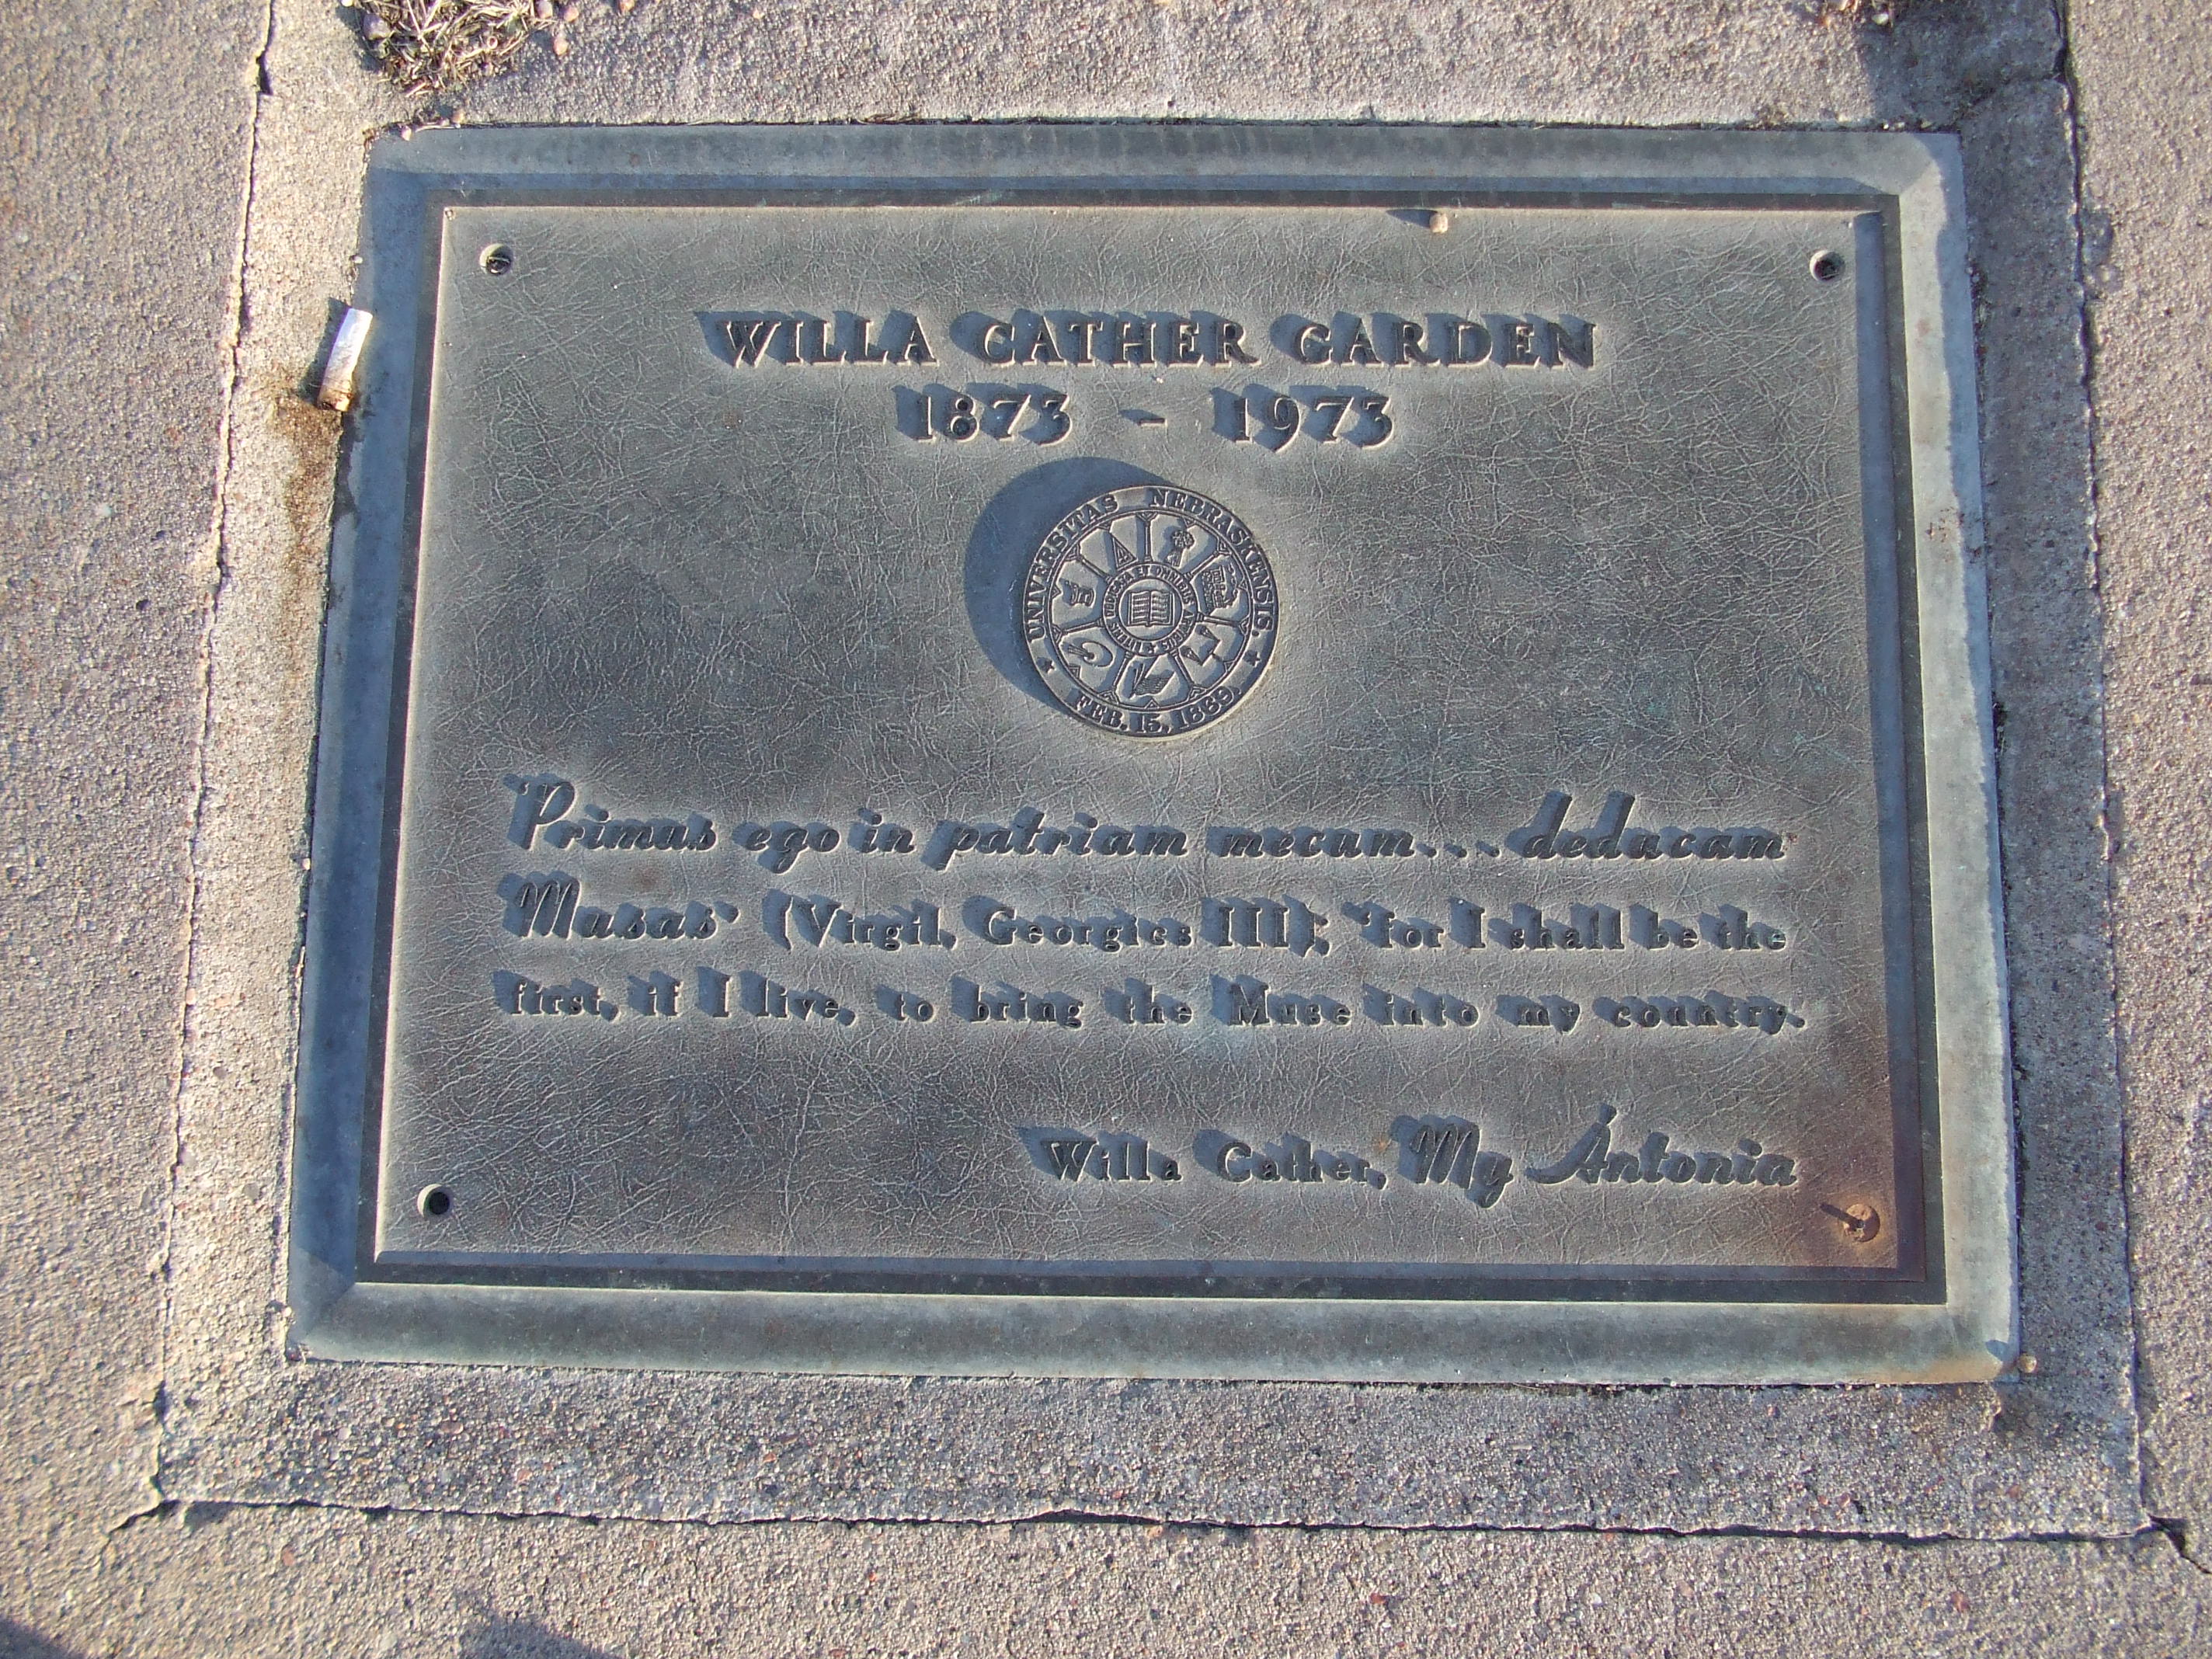 WILLA CATHER GARDEN
1873 - 1973
UNIVERSITAS NEBRASKENSIS.
FEB. 15, 1869.
"Primus ego in patriam mecum... deducam
Musas" (Virgil, Georgics III); "for I shall be the
first, if I live, to bring the Muse into my country.
Willa Cather, My Ántonia